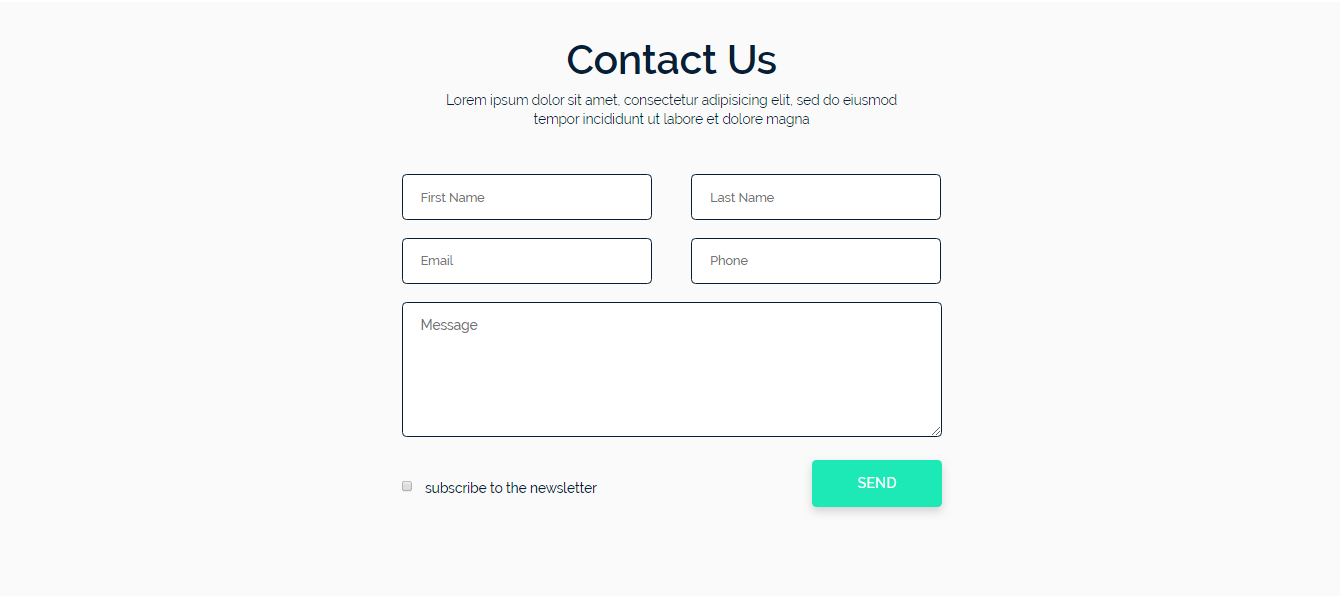 Contact Us
Lorem ipsum dolor sit amet, consectetur adipisicing elit, sed do eiusmod
tempor incididunt ut labore et dolore magna
First Name
Last Name
Email
Phone
Message
subscribe to the newsletter
SEND